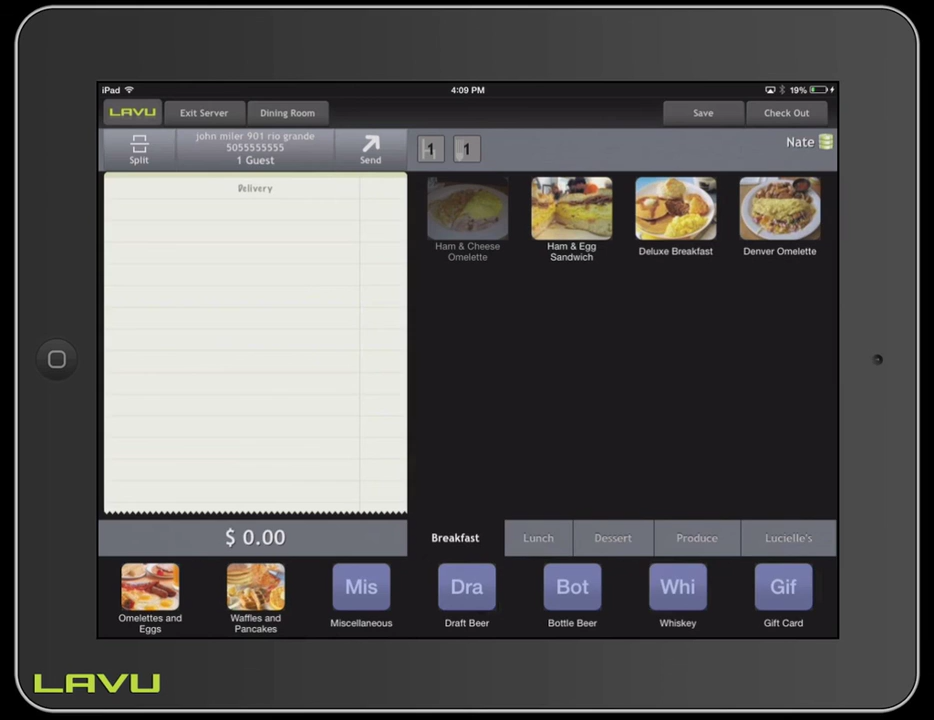 iPad
4:09 PM
19%
LAVU
Exit Server
Dining Room
Save
Check Out
Split
john miler 901 rio grande
5055555555
1 Guest
Send
1
1
Nate
Delivery
Ham & Cheese
Omelette
Ham & Egg
Sandwich
Deluxe Breakfast
Denver Omelette
$ 0.00
Breakfast
Lunch
Dessert
Produce
Lucielle's
Omelettes and
Eggs
Waffles and
Pancakes
Mis
Miscellaneous
Dra
Draft Beer
Bot
Bottle Beer
Whi
Whiskey
Gif
Gift Card
LAVU